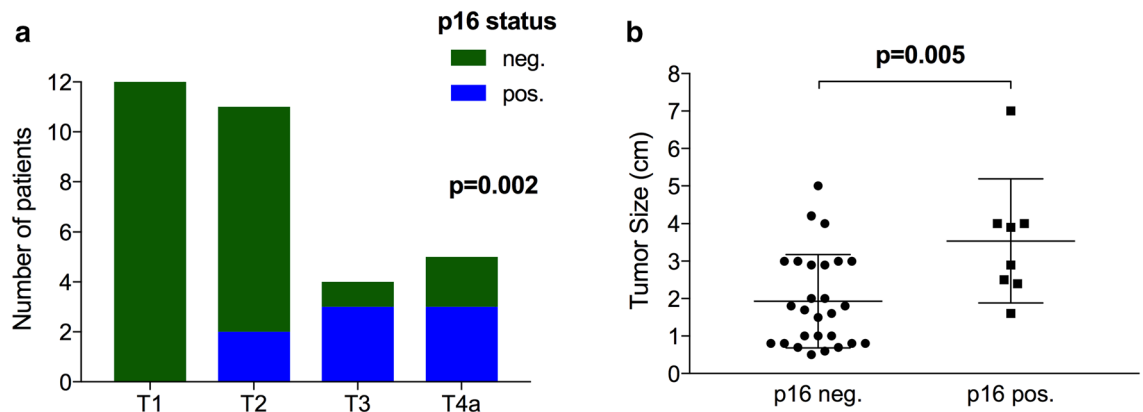 a
p16 status
neg.
pos.
p=0.002
Number of patients
12
10
8
6
4
2
0
T1 T2 T3 T4a
b
p=0.005
Tumor Size (cm)
8
7
6
5
4
3
2
1
0
p16 neg. p16 pos.